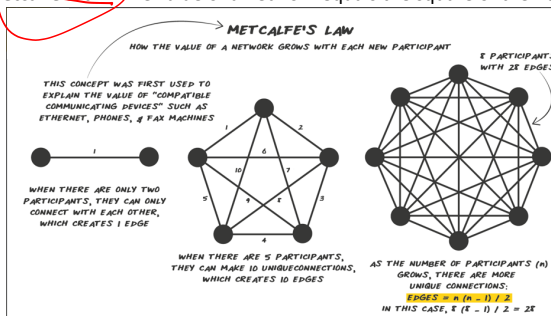 METCALFE'S LAW
HOW THE VALUE OF A NETWORK GROWS WITH EACH NEW PARTICIPANT
8 PARTICIPANT
WITH 28 EDGES
THIS CONCEPT WAS FIRST USED TO
EXPLAIN THE VALUE OF "COMPATIBLE
COMMUNICATING DEVICES" SUCH AS
ETHERNET, PHONES, & FAX MACHINES
1
1
2
6
10
7
5
9
8
3
4
WHEN THERE ARE ONLY TWO
PARTICIPANTS, THEY CAN ONLY
CONNECT WITH EACH OTHER,
WHICH CREATES 1 EDGE
WHEN THERE ARE 5 PARTICIPANTS,
THEY CAN MAKE 10 UNIQUECONNECTIONS,
WHICH CREATES 10 EDGES
AS THE NUMBER OF PARTICIPANTS (n)
GROWS, THERE ARE MORE
UNIQUE CONNECTIONS:
EDGES = n (n - 1) / 2
IN THIS CASE, 8 (8 - 1) / 2 = 28